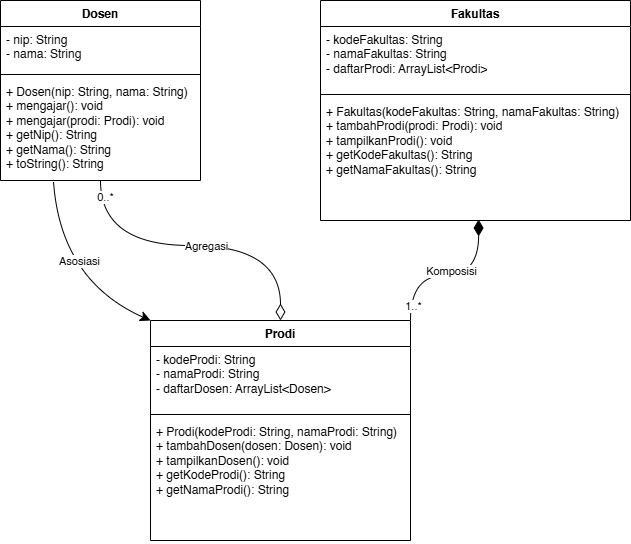 Dosen
- nip: String
- nama: String
+ Dosen(nip: String, nama: String)
+ mengajar(): void
+ mengajar(prodi: Prodi): void
+ getNip(): String
+ getNama(): String
+ toString(): String
Fakultas
- kodeFakultas: String
- namaFakultas: String
- daftarProdi: ArrayList<Prodi>
+ Fakultas(kodeFakultas: String, namaFakultas: String)
+ tambahProdi(prodi: Prodi): void
+ tampilkanProdi(): void
+ getKodeFakultas(): String
+ getNamaFakultas(): String
0..*
Agregasi
Asosiasi
Komposisi
1..*
Prodi
- kodeProdi: String
- namaProdi: String
- daftarDosen: ArrayList<Dosen>
+ Prodi(kodeProdi: String, namaProdi: String)
+ tambahDosen(dosen: Dosen): void
+ tampilkanDosen(): void
+ getKodeProdi(): String
+ getNamaProdi(): String